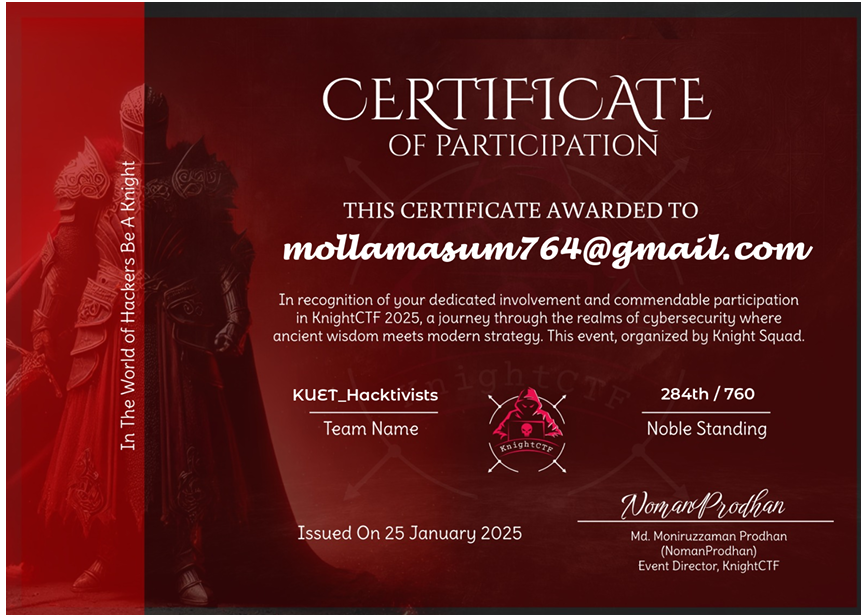 In The World of Hackers Be A Knight
CERTIFICATE
OF PARTICIPATION
THIS CERTIFICATE AWARDED TO
mollamasum764@gmail.com
In recognition of your dedicated involvement and commendable participation
in KnightCTF 2025, a journey through the realms of cybersecurity where
ancient wisdom meets modern strategy. This event, organized by Knight Squad.
KnightCTF
KUET_Hacktivists
Team Name
KnightCTF
284th / 760
Noble Standing
Issued On 25 January 2025
NomanProdhan
Md. Moniruzzaman Prodhan
(NomanProdhan)
Event Director, KnightCTF